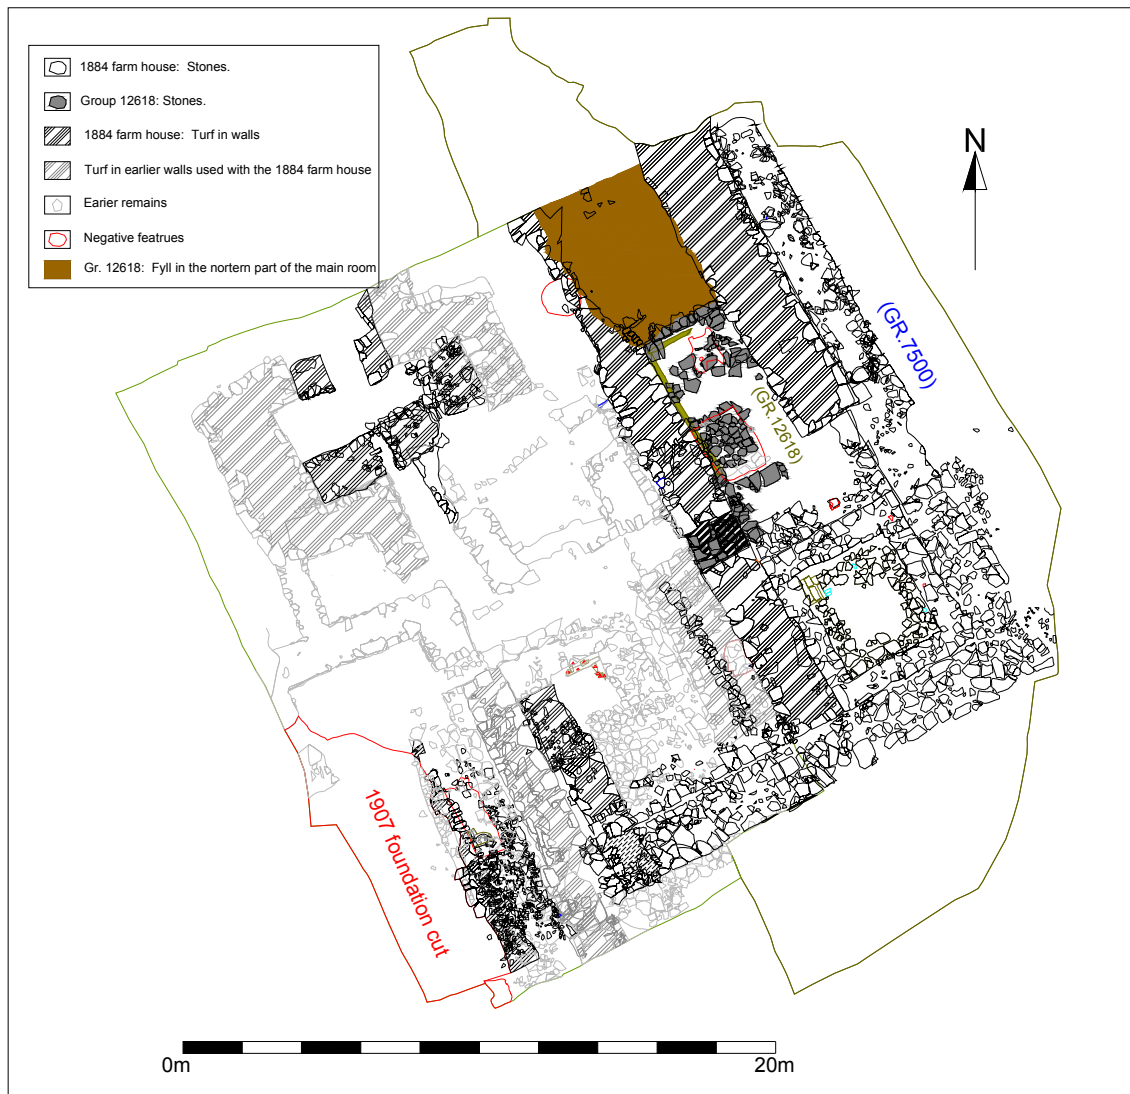 1884 farm house: Stones.
Group 12618: Stones.
1884 farm house: Turf in walls
Turf in earlier walls used with the 1884 farm house
Earier remains
Negative featrues
Gr. 12618: Fyll in the nortern part of the main room
N
(GR.7500)
(GR.12618)
1907 foundation cut
0m
20m